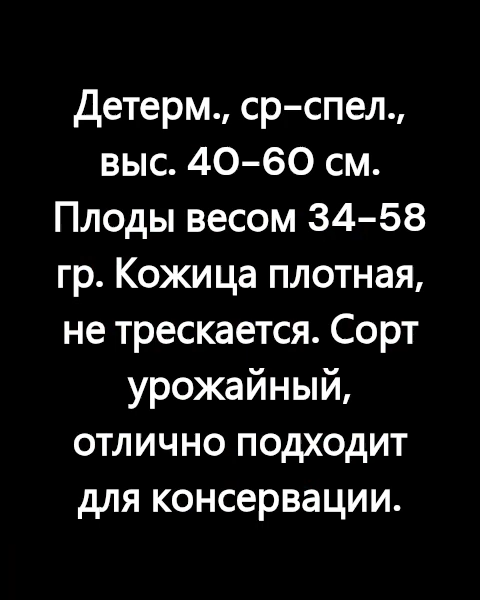 Детерм., ср-спел.,
выс. 40-60 см.
Плоды весом 34-58
гр. Кожица плотная,
не трескается. Сорт
урожайный,
отлично подходит
для консервации.